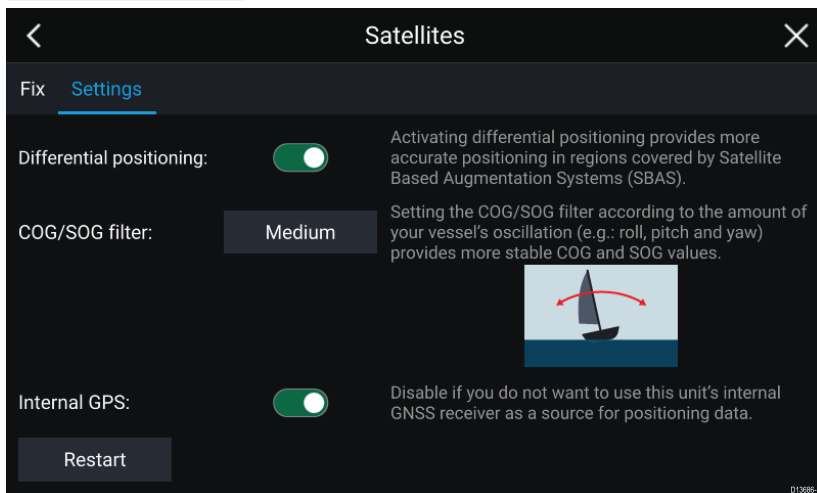 Satellites
Fix Settings
Differential positioning:
Activating differential positioning provides more
accurate positioning in regions covered by Satellite
Based Augmentation Systems (SBAS).
COG/SOG filter:
Medium
Setting the COG/SOG filter according to the amount of
your vessel's oscillation (e.g.: roll, pitch and yaw)
provides more stable COG and SOG values.
Internal GPS:
Disable if you do not want to use this unit's internal
GNSS receiver as a source for positioning data.
Restart
D13686-